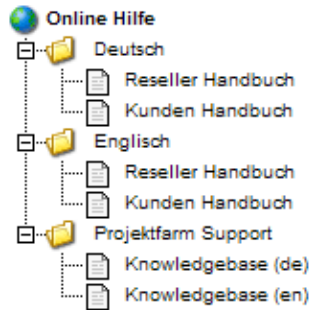 Online Hilfe
Deutsch
Reseller Handbuch
Kunden Handbuch
Englisch
Reseller Handbuch
Kunden Handbuch
Projektfarm Support
Knowledgebase (de)
Knowledgebase (en)